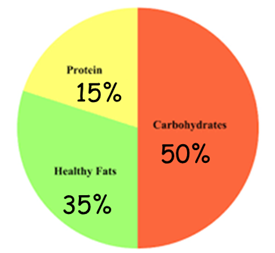 Protein
15%
Carbohydrates
50%
Healthy Fats
35%